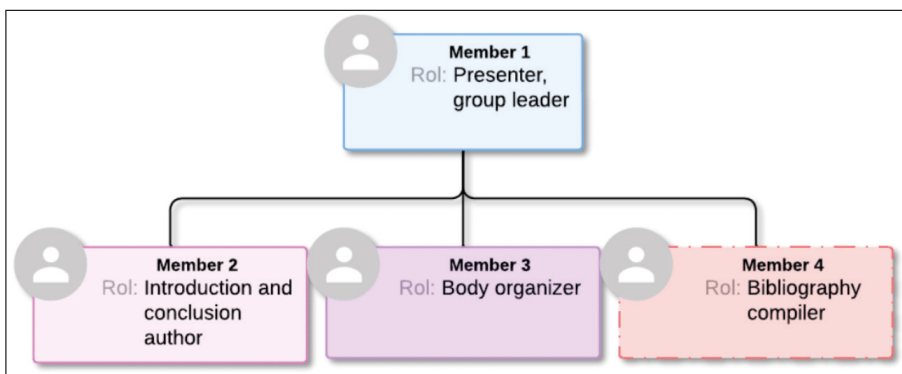 Member 1
Rol: Presenter,
group leader
Member 2
Rol: Introduction and
conclusion
author
Member 3
Rol: Body organizer
Member 4
Rol: Bibliography
compiler